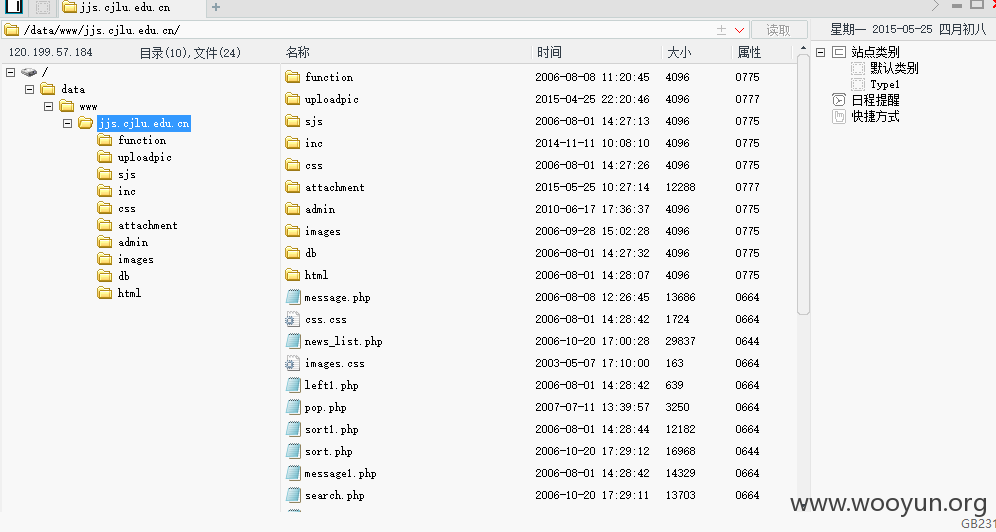 jjs.cjlu.edu.cn
/data/www/jjs.cjlu.edu.cn/ 读取 星期一 2015-05-25 四月初八
120.199.57.184 目录(10),文件(24) 名称 时间 大小 属性
/
data
www
jjs.cjlu.edu.cn
function
uploadpic
sjs
inc
css
attachment
admin
images
db
html
function 2006-08-08 11:20:45 4096 0775
uploadpic 2015-04-25 22:20:46 4096 0777
sjs 2006-08-01 14:27:13 4096 0775
inc 2014-11-11 10:08:10 4096 0775
css 2006-08-01 14:27:26 4096 0775
attachment 2015-05-25 10:27:14 12288 0777
admin 2010-06-17 17:36:37 4096 0775
images 2006-09-28 15:02:28 4096 0775
db 2006-08-01 14:27:32 4096 0775
html 2006-08-01 14:28:07 4096 0775
message.php 2006-08-08 12:26:45 13686 0664
css.css 2006-08-01 14:28:42 1724 0664
news_list.php 2006-10-20 17:00:28 29837 0644
images.css 2003-05-07 17:10:00 163 0664
left1.php 2006-08-01 14:28:42 639 0664
pop.php 2007-07-11 13:39:57 3250 0664
sort1.php 2006-08-01 14:28:44 12182 0664
sort.php 2006-10-20 17:29:12 16968 0644
message1.php 2006-08-01 14:28:42 14329 0664
search.php 2006-10-20 17:29:11 13703 0664
站点类别
默认类别
Type1
日程提醒
快捷方式
www.wooyun.org
GB231